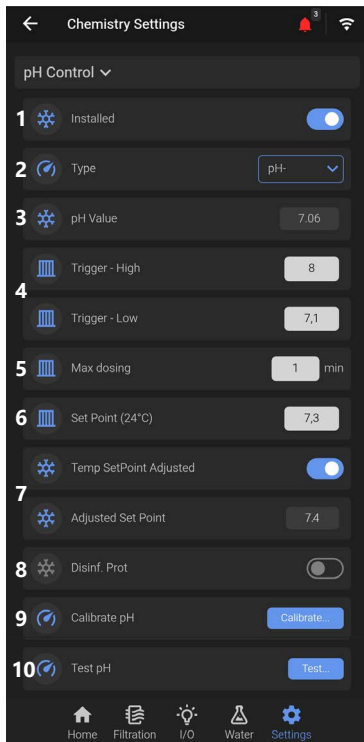 Chemistry Settings 3
pH Control
1 Installed
2 Type pH-
3 pH Value 7.06
Trigger - High 8
4
Trigger - Low 7,1
5 Max dosing 1 min
6 Set Point (24°C) 7,3
Temp SetPoint Adjusted
7
Adjusted Set Point 7.4
8 Disinf. Prot
9 Calibrate pH Calibrate...
10 Test pH Test...
Home Filtration I/O Water Settings